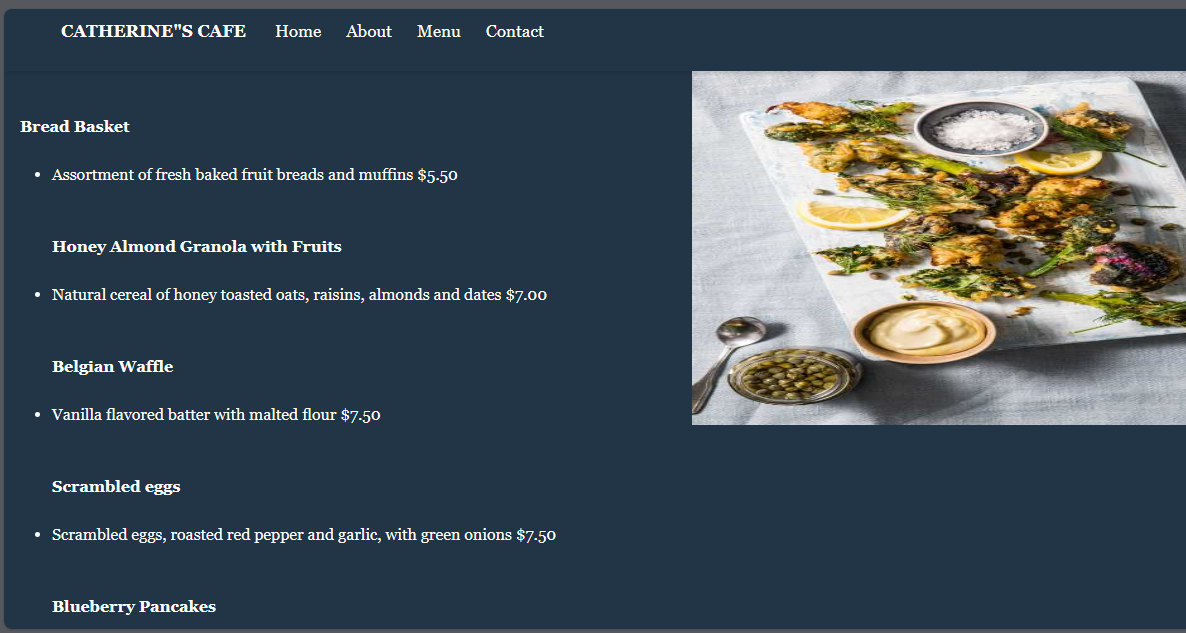 CATHERINE"S CAFE Home About Menu Contact
Bread Basket
• Assortment of fresh baked fruit breads and muffins $5.50
Honey Almond Granola with Fruits
• Natural cereal of honey toasted oats, raisins, almonds and dates $7.00
Belgian Waffle
• Vanilla flavored batter with malted flour $7.50
Scrambled eggs
• Scrambled eggs, roasted red pepper and garlic, with green onions $7.50
Blueberry Pancakes